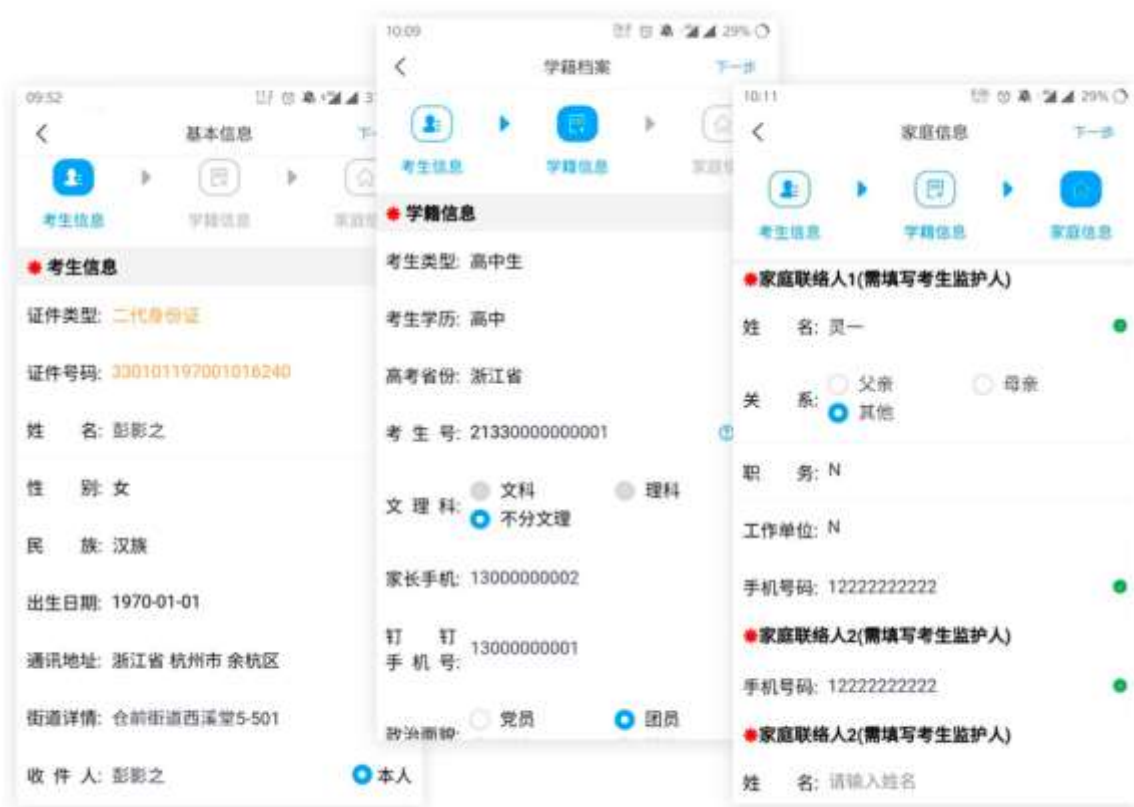 09:52
基本信息
考生信息
学籍信息
考生信息
证件类型: 二代身份证
证件号码: 330101197001016240
姓 名: 彭影之
性 别: 女
民 族: 汉族
出生日期: 1970-01-01
通讯地址: 浙江省 杭州市 余杭区
街道详情: 仓前街道西溪堂5-501
收 件 人: 彭影之
本人
10:09
29%
学籍档案
下一步
考生信息
学籍信息
学籍信息
考生类型: 高中生
考生学历: 高中
高考省份: 浙江省
考 生 号: 21330000000001
文 理 科:
文科
理科
不分文理
家长手机: 13000000002
钉 钉
手 机 号:
13000000001
政治面貌:
党员
团员
10:11
29%
家庭信息
下一步
考生信息
学籍信息
家庭信息
家庭联络人1(需填写考生监护人)
姓 名: 灵一
关 系:
父亲
母亲
其他
职 务: N
工作单位: N
手机号码: 12222222222
家庭联络人2(需填写考生监护人)
手机号码: 12222222222
家庭联络人2(需填写考生监护人)
姓 名: 请输入姓名